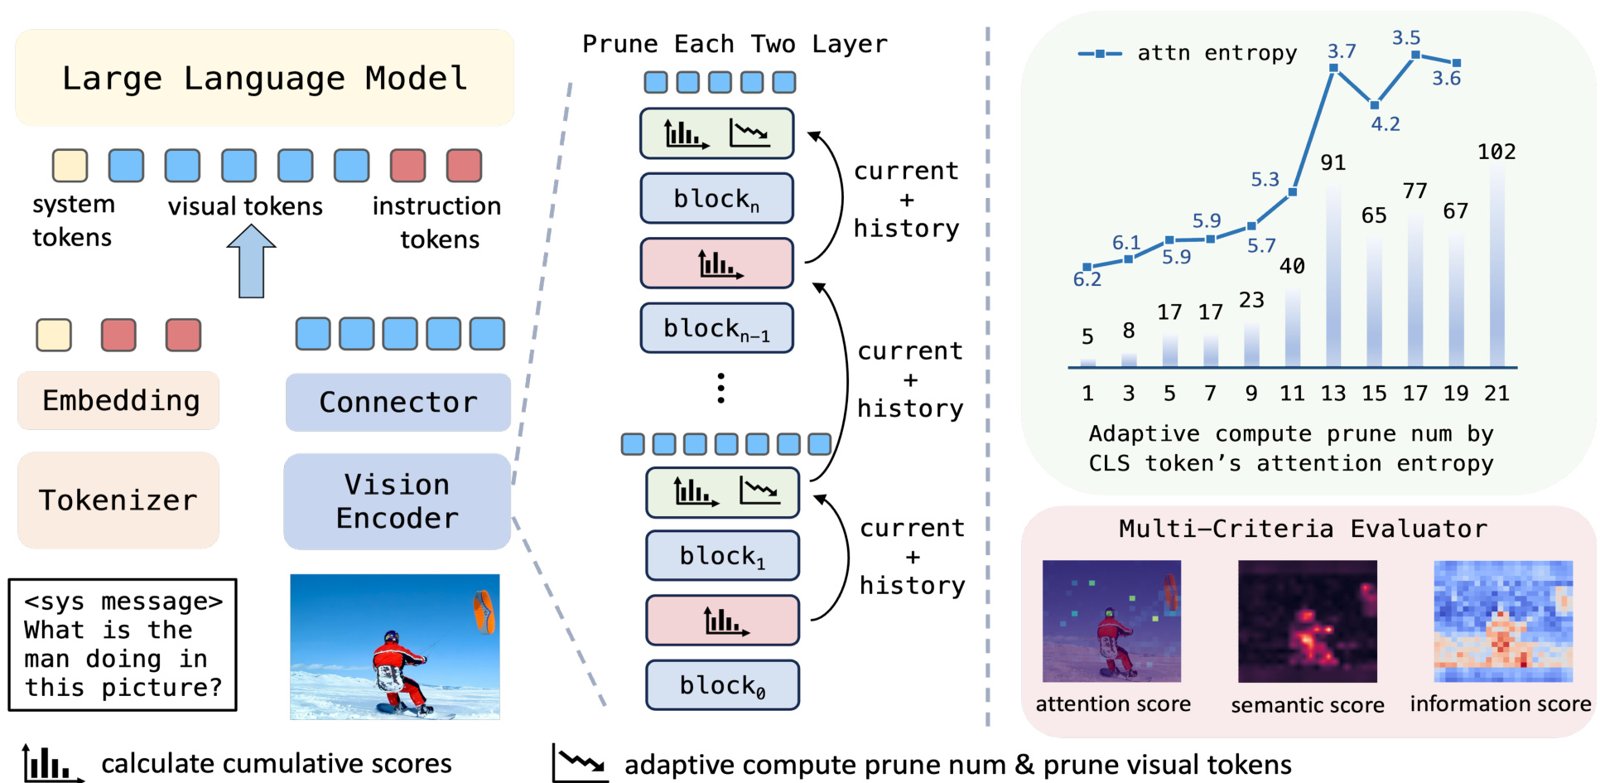 Large Language Model
system
tokens
visual tokens
instruction
tokens
Embedding
Connector
Tokenizer
Vision
Encoder
<sys message>
What is the
man doing in
this picture?
Prune Each Two Layer
blockn
blockn-1
current
+
history
current
+
history
block1
current
+
history
block0
attn entropy
6.2
6.1
5.9
5.9
5.7
5.3
3.7
4.2
3.5
3.6
5
8
17
17
23
40
91
65
77
67
102
1 3 5 7 9 11 13 15 17 19 21
Adaptive compute prune num by
CLS token's attention entropy
Multi-Criteria Evaluator
attention score
semantic score
information score
calculate cumulative scores
adaptive compute prune num & prune visual tokens